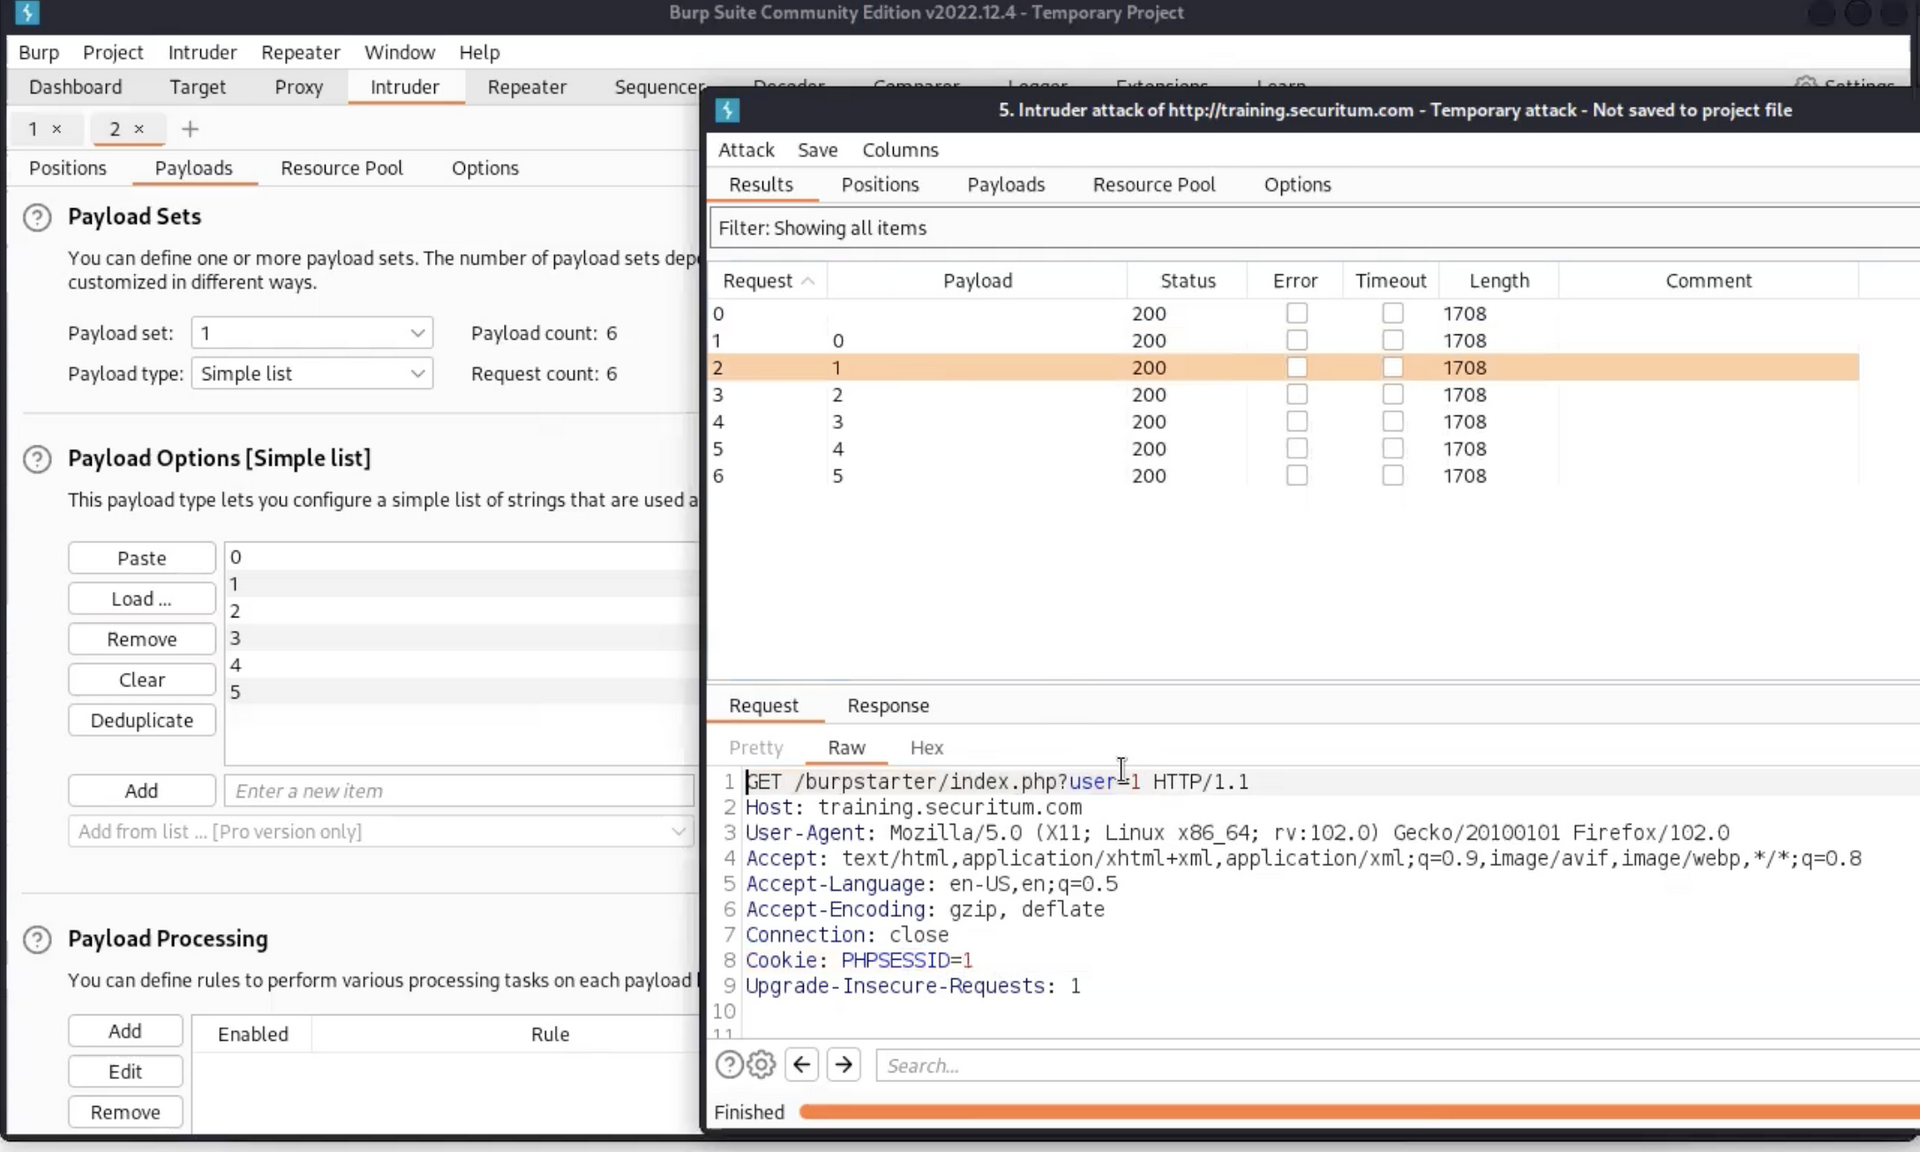 Burp Suite Community Edition v2022.12.4 - Temporary Project
Burp Project Intruder Repeater Window Help
Dashboard Target Proxy Intruder Repeater Sequencer Decoder Comparer Logger Extensions Learn Settings
1 × 2 × +
Positions Payloads Resource Pool Options
Payload Sets
You can define one or more payload sets. The number of payload sets dep
customized in different ways.
Payload set: 1 Payload count: 6
Payload type: Simple list Request count: 6
Payload Options [Simple list]
This payload type lets you configure a simple list of strings that are used a
Paste
Load ...
Remove
Clear
Deduplicate
0
1
2
3
4
5
Add Enter a new item
Add from list ... [Pro version only]
Payload Processing
You can define rules to perform various processing tasks on each payload
Add
Edit
Remove
Enabled Rule
5. Intruder attack of http://training.securitum.com - Temporary attack - Not saved to project file
Attack Save Columns
Results Positions Payloads Resource Pool Options
Filter: Showing all items
Request Payload Status Error Timeout Length Comment
0 200 1708
1 0 200 1708
2 1 200 1708
3 2 200 1708
4 3 200 1708
5 4 200 1708
6 5 200 1708
Request Response
Pretty Raw Hex
1 GET /burpstarter/index.php?user=1 HTTP/1.1
2 Host: training.securitum.com
3 User-Agent: Mozilla/5.0 (X11; Linux x86_64; rv:102.0) Gecko/20100101 Firefox/102.0
4 Accept: text/html,application/xhtml+xml,application/xml;q=0.9,image/avif,image/webp,*/*;q=0.8
5 Accept-Language: en-US,en;q=0.5
6 Accept-Encoding: gzip, deflate
7 Connection: close
8 Cookie: PHPSESSID=1
9 Upgrade-Insecure-Requests: 1
10
11
Search...
Finished